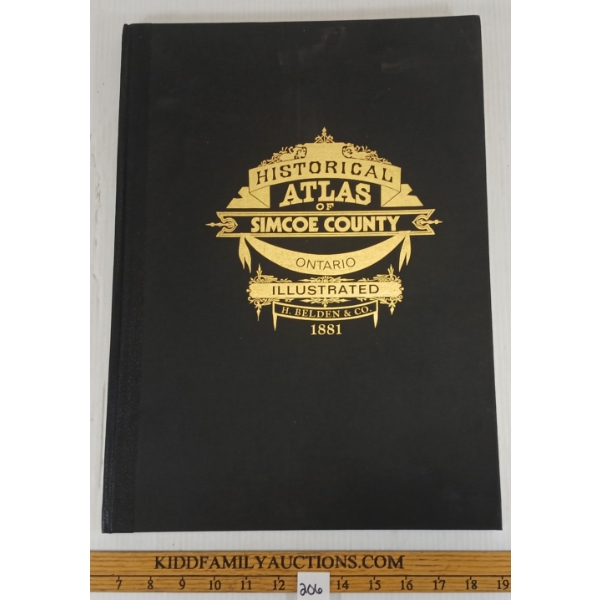 HISTORICAL
ATLAS
OF
SIMCOE COUNTY
ONTARIO
ILLUSTRATED
H. BELDEN & CO.
1881
KIDDFAMILYAUCTIONS.COM
7 8 9 10 11 12 206 14 15 16 17 18 19